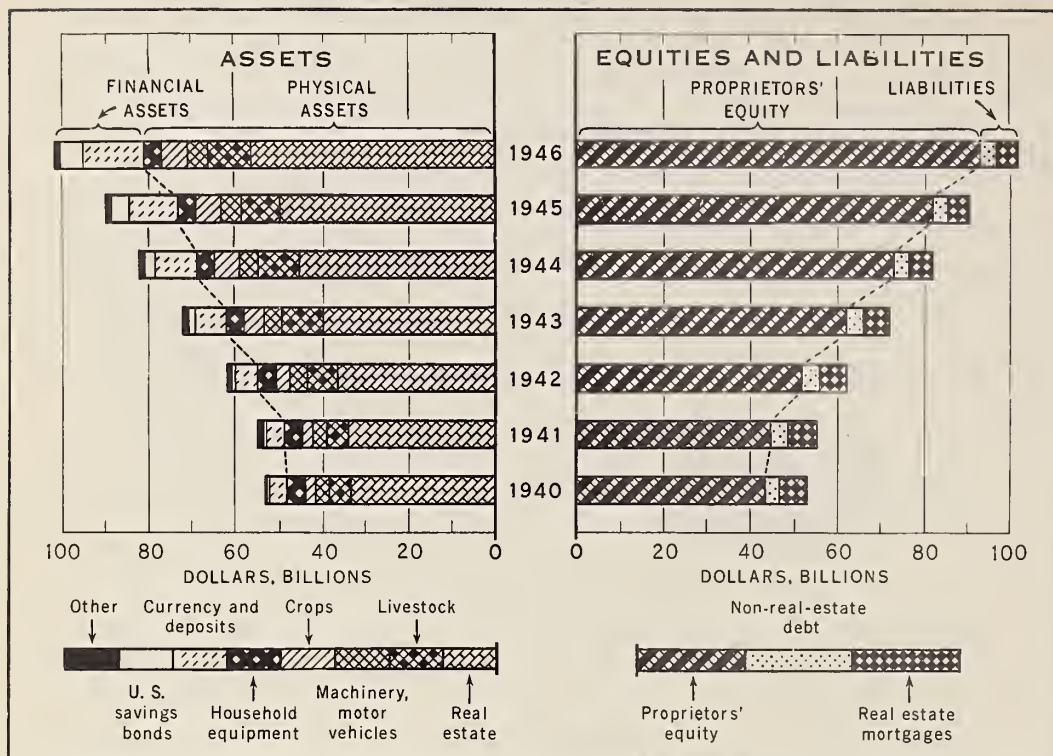 ASSETS
FINANCIAL ASSETS
PHYSICAL ASSETS
EQUITIES AND LIABILITIES
PROPRIETORS' EQUITY
LIABILITIES
1946
1945
1944
1943
1942
1941
1940
100 80 60 40 20 0
DOLLARS, BILLIONS
0 20 40 60 80 100
DOLLARS, BILLIONS
Other
Currency and deposits
Crops
Livestock
U. S. savings bonds
Household equipment
Machinery, motor vehicles
Real estate
Non-real-estate debt
Proprietors' equity
Real estate mortgages